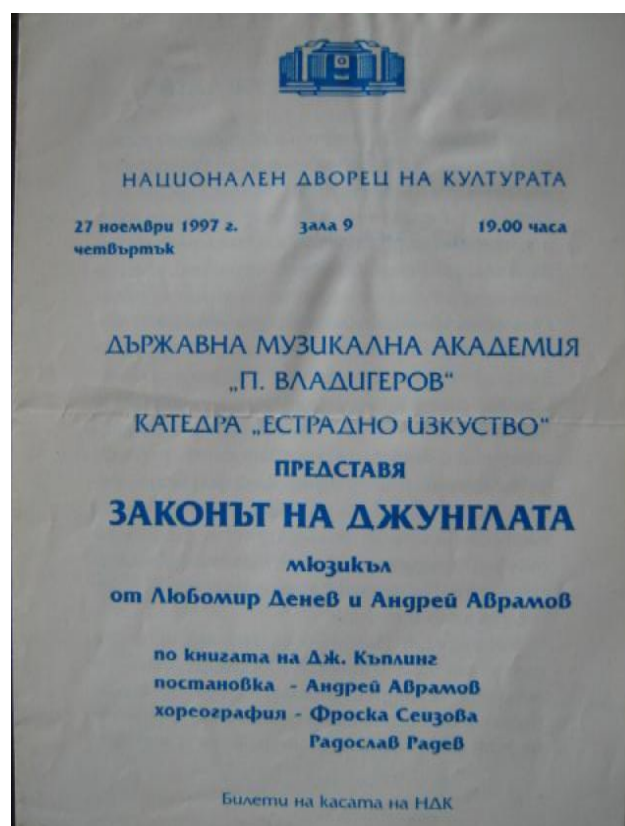 НАЦИОНАЛЕН ДВОРЕЦ НА КУЛТУРАТА
27 ноември 1997 г. зала 9 19.00 часа
четвъртък
ДЪРЖАВНА МУЗИКАЛНА АКАДЕМИЯ
„П. ВЛАДИГЕРОВ“
КАТЕДРА „ЕСТРАДНО ИЗКУСТВО“
ПРЕДСТАВЯ
ЗАКОНЪТ НА ДЖУНГЛАТА
мюзикъл
от Любомир Денев и Андрей Аврамов
по книгата на Дж. Къплинг
постановка - Андрей Аврамов
хореография - Фроска Сеизова
Радослав Радев
Билети на касата на НДК